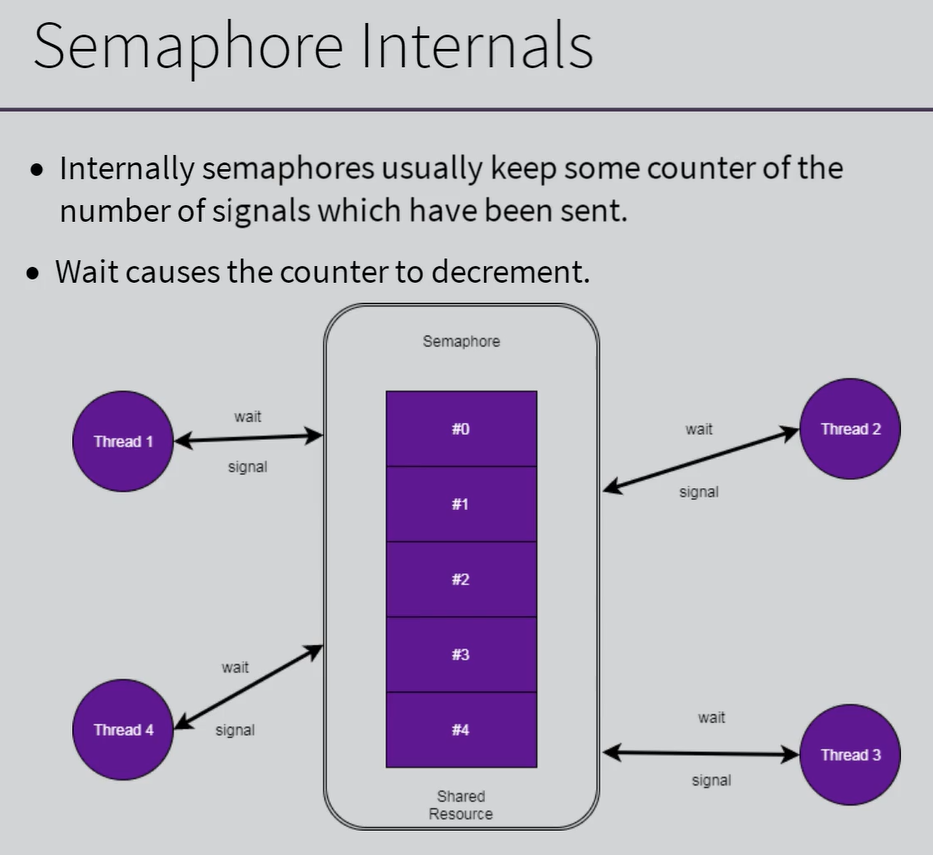 Semaphore Internals
• Internally semaphores usually keep some counter of the
number of signals which have been sent.
• Wait causes the counter to decrement.
Semaphore
Thread 1
wait
signal
#0
#1
#2
#3
#4
wait
signal
Thread 2
Thread 4
wait
signal
wait
signal
Thread 3
Shared
Resource